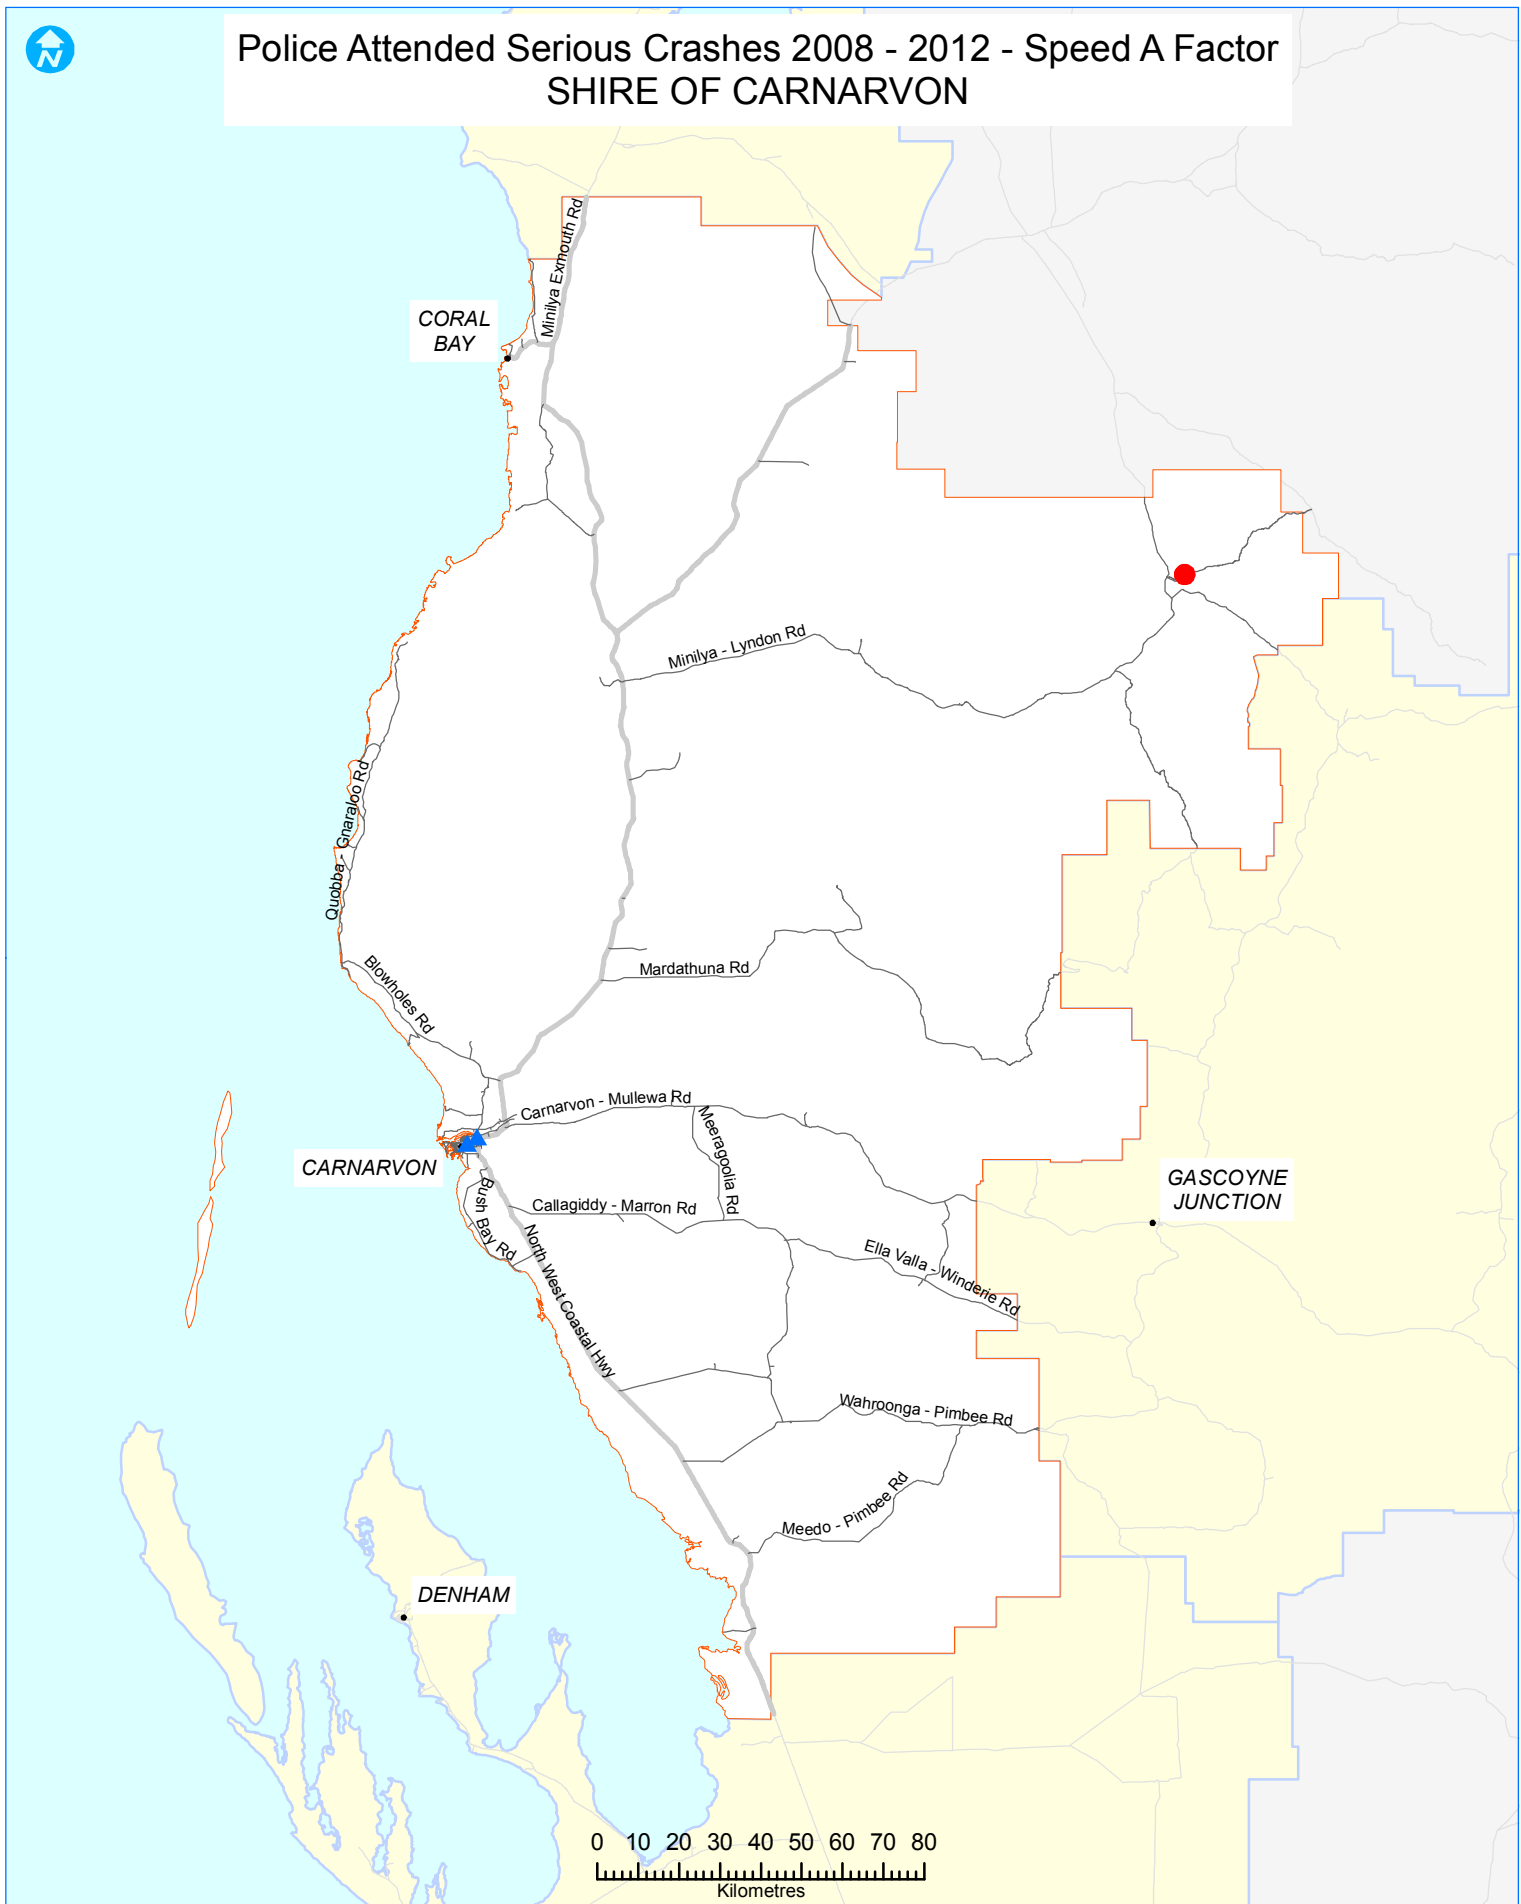 Police Attended Serious Crashes 2008 - 2012 - Speed A Factor
SHIRE OF CARNARVON
N
Minilya Exmouth Rd
CORAL
BAY
Minilya - Lyndon Rd
Quobba - Gnaraloo Rd
Blowholes Rd
Mardathuna Rd
Carnarvon - Mullewa Rd
Meeragoolia Rd
CARNARVON
Bush Bay Rd
Callagiddy - Marron Rd
GASCOYNE
JUNCTION
North West Coastal Hwy
Ella Valla - Winderie Rd
Wahroonga - Pimbee Rd
Meedo - Pimbee Rd
DENHAM
0 10 20 30 40 50 60 70 80
Kilometres